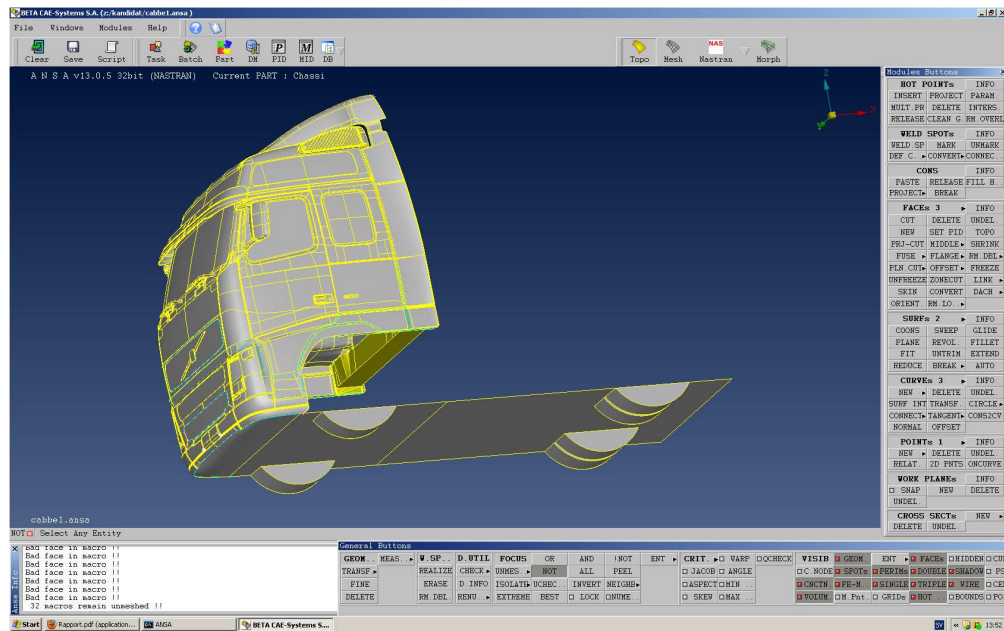 BETA CAE-Systems S.A. (z:/kandidat/cabbe1.ansa )
File Windows Modules Help
Clear Save Script Task Batch Part DM PID MID DB Topo Mesh Nastran Morph
P M NAS
A N S A v13.0.5 32bit (NASTRAN) Current PART : Chassi
Z
X
Y
cabbe1.ansa
NOT Select Any Entity
Modules Buttons
HOT POINTs INFO
INSERT PROJECT PARAM.
MULT.PR DELETE INTERS.
RELEASE CLEAN G RM.OVERL
WELD SPOTs INFO
WELD.SP MARK UNMARK
DEF.C.. CONVERT CONNEC.
CONS INFO
PASTE RELEASE FILL H..
PROJECT BREAK
FACEs 3 INFO
CUT DELETE UNDEL.
NEW SET PID TOPO
PRJ-CUT MIDDLE SHRINK
FUSE FLANGE RM.DBL
PLN.CUT OFFSET FREEZE
UNFREEZE ZONECUT LINK
SKIN CONVERT DACH
ORIENT. RM.LO..
SURFs 2 INFO
COONS SWEEP GLIDE
PLANE REVOL. FILLET
FIT UNTRIM EXTEND
REDUCE BREAK AUTO
CURVEs 3 INFO
NEW DELETE UNDEL.
SURF INT TRANSF. CIRCLE
CONNECT TANGENT CONS2CV
NORMAL OFFSET
POINTs 1 INFO
NEW DELETE UNDEL.
RELAT. 2D PNTS ONCURVE
WORK PLANEs INFO
SNAP NEW DELETE
UNDEL.
CROSS SECTs NEW
DELETE UNDEL.
Ansa Info
Bad face in macro !!
Bad face in macro !!
Bad face in macro !!
Bad face in macro !!
Bad face in macro !!
Bad face in macro !!
32 macros remain unmeshed !!
General Buttons
GEOM.. MEAS. W.SP.. D.UTIL FOCUS OR AND !NOT ENT CRIT. WARP QCHECK VISIB GEOM. ENT FACEs HIDDEN CU
TRANSF REALIZE CHECK UNMES. NOT ALL PEEL JACOB ANGLE C.NODE SPOTs PERIMs DOUBLE SHADOW PS
FINE ERASE D.INFO ISOLATE UCHEC. INVERT NEIGHB ASPECT MIN .. CNCTN. FE-M.. SINGLE TRIPLE WIRE CE
DELETE RM DBL. RENU.. EXTREME BEST LOCK NUME.. SKEW MAX .. VOLUM. M.Pnt. GRIDs HOT .. BOUNDS PO
Start Rapport.pdf (application... ANSA BETA CAE-Systems S... SV 13:52